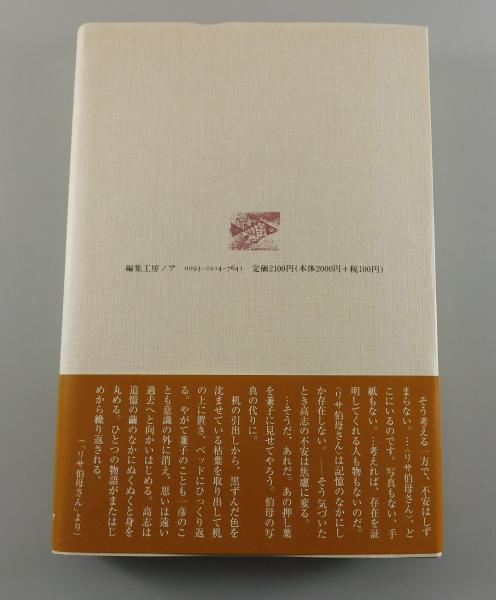 編集工房ノア 0093-0214-7641 定価2100円(本体2000円+税100円)
そう考える一方で、不安はしず
まらない。…〈リサ伯母さん〉、ど
こにいるのです。写真もない、手
紙もない。…考えれば、存在を証
明してくれる人も物もないのだ。
〈リサ伯母さん〉は記憶のなかにし
か存在しない。――そう気づいた
とき高志の不安は焦慮に変る。
…そうだ、あれだ。あの押し葉
を兼子に見せてやろう。伯母の写
真の代りに。
机の引出しから、黒ずんだ色を
沈ませている枯葉を取り出して机
の上に置き、ベッドにひっくり返
る。やがて兼子のことも一彦のこ
とも意識の外に消え、思いは遠い
過去へと向かいはじめる。高志は
追憶の繭のなかにぬくぬくと身を
丸める。ひとつの物語がまたはじ
めから繰り返される。
(「リサ伯母さん」より)